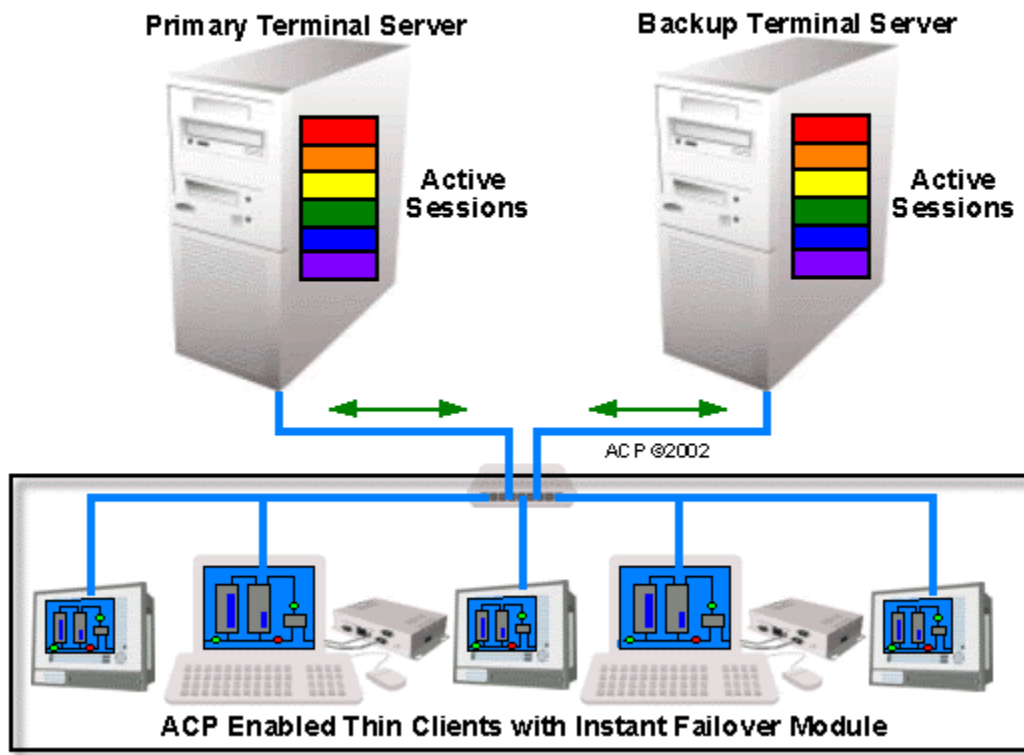 Primary Terminal Server
Backup Terminal Server
Active
Sessions
Active
Sessions
ACP ©2002
ACP Enabled Thin Clients with Instant Failover Module